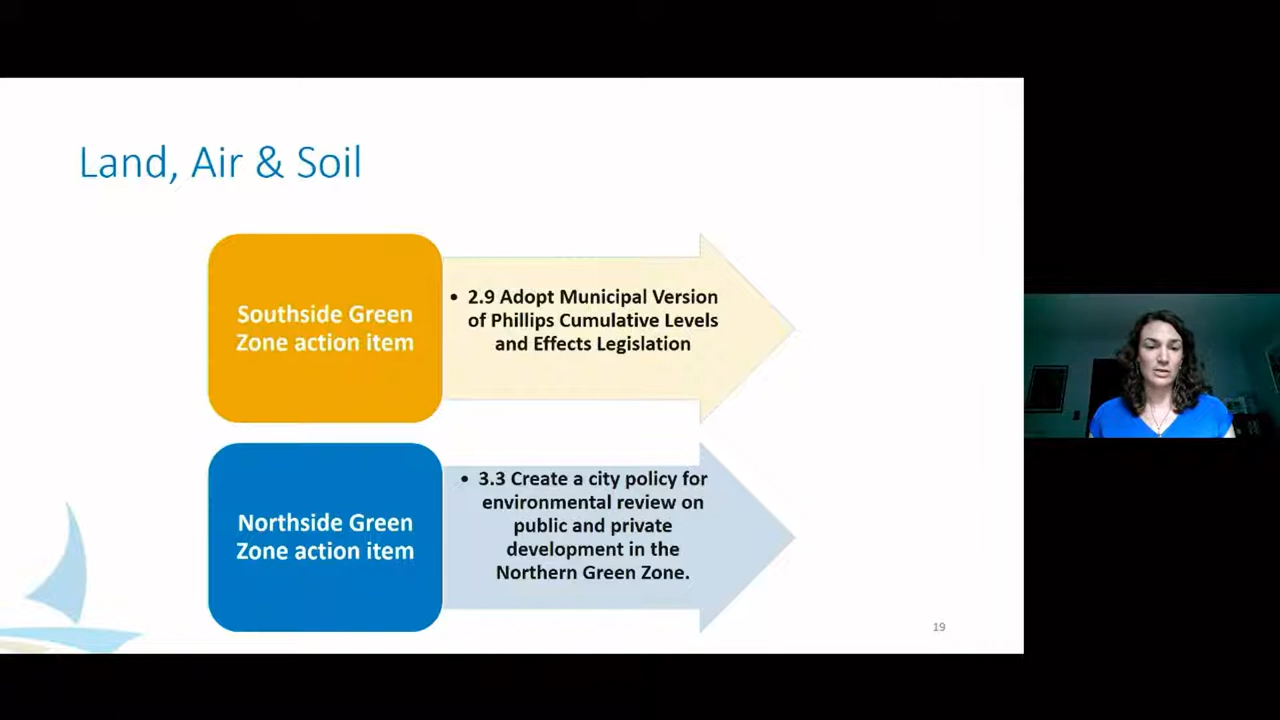 Land, Air & Soil
Southside Green
Zone action item
• 2.9 Adopt Municipal Version
of Phillips Cumulative Levels
and Effects Legislation
Northside Green
Zone action item
• 3.3 Create a city policy for
environmental review on
public and private
development in the
Northern Green Zone.
19